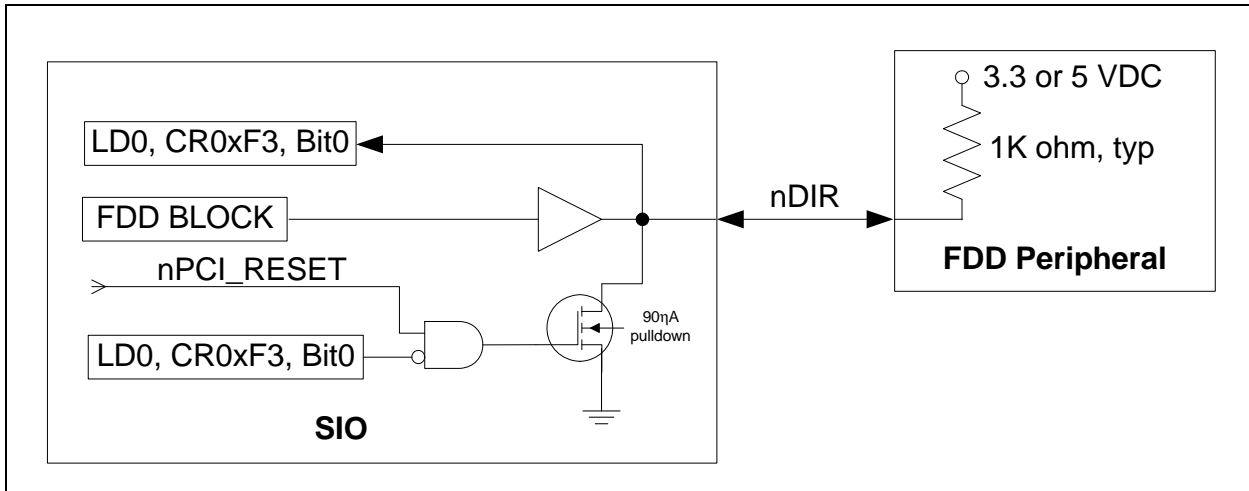 3.3 or 5 VDC
LD0, CR0xF3, Bit0
1K ohm, typ
FDD BLOCK
nDIR
FDD Peripheral
nPCI_RESET
90ηA
pulldown
LD0, CR0xF3, Bit0
SIO